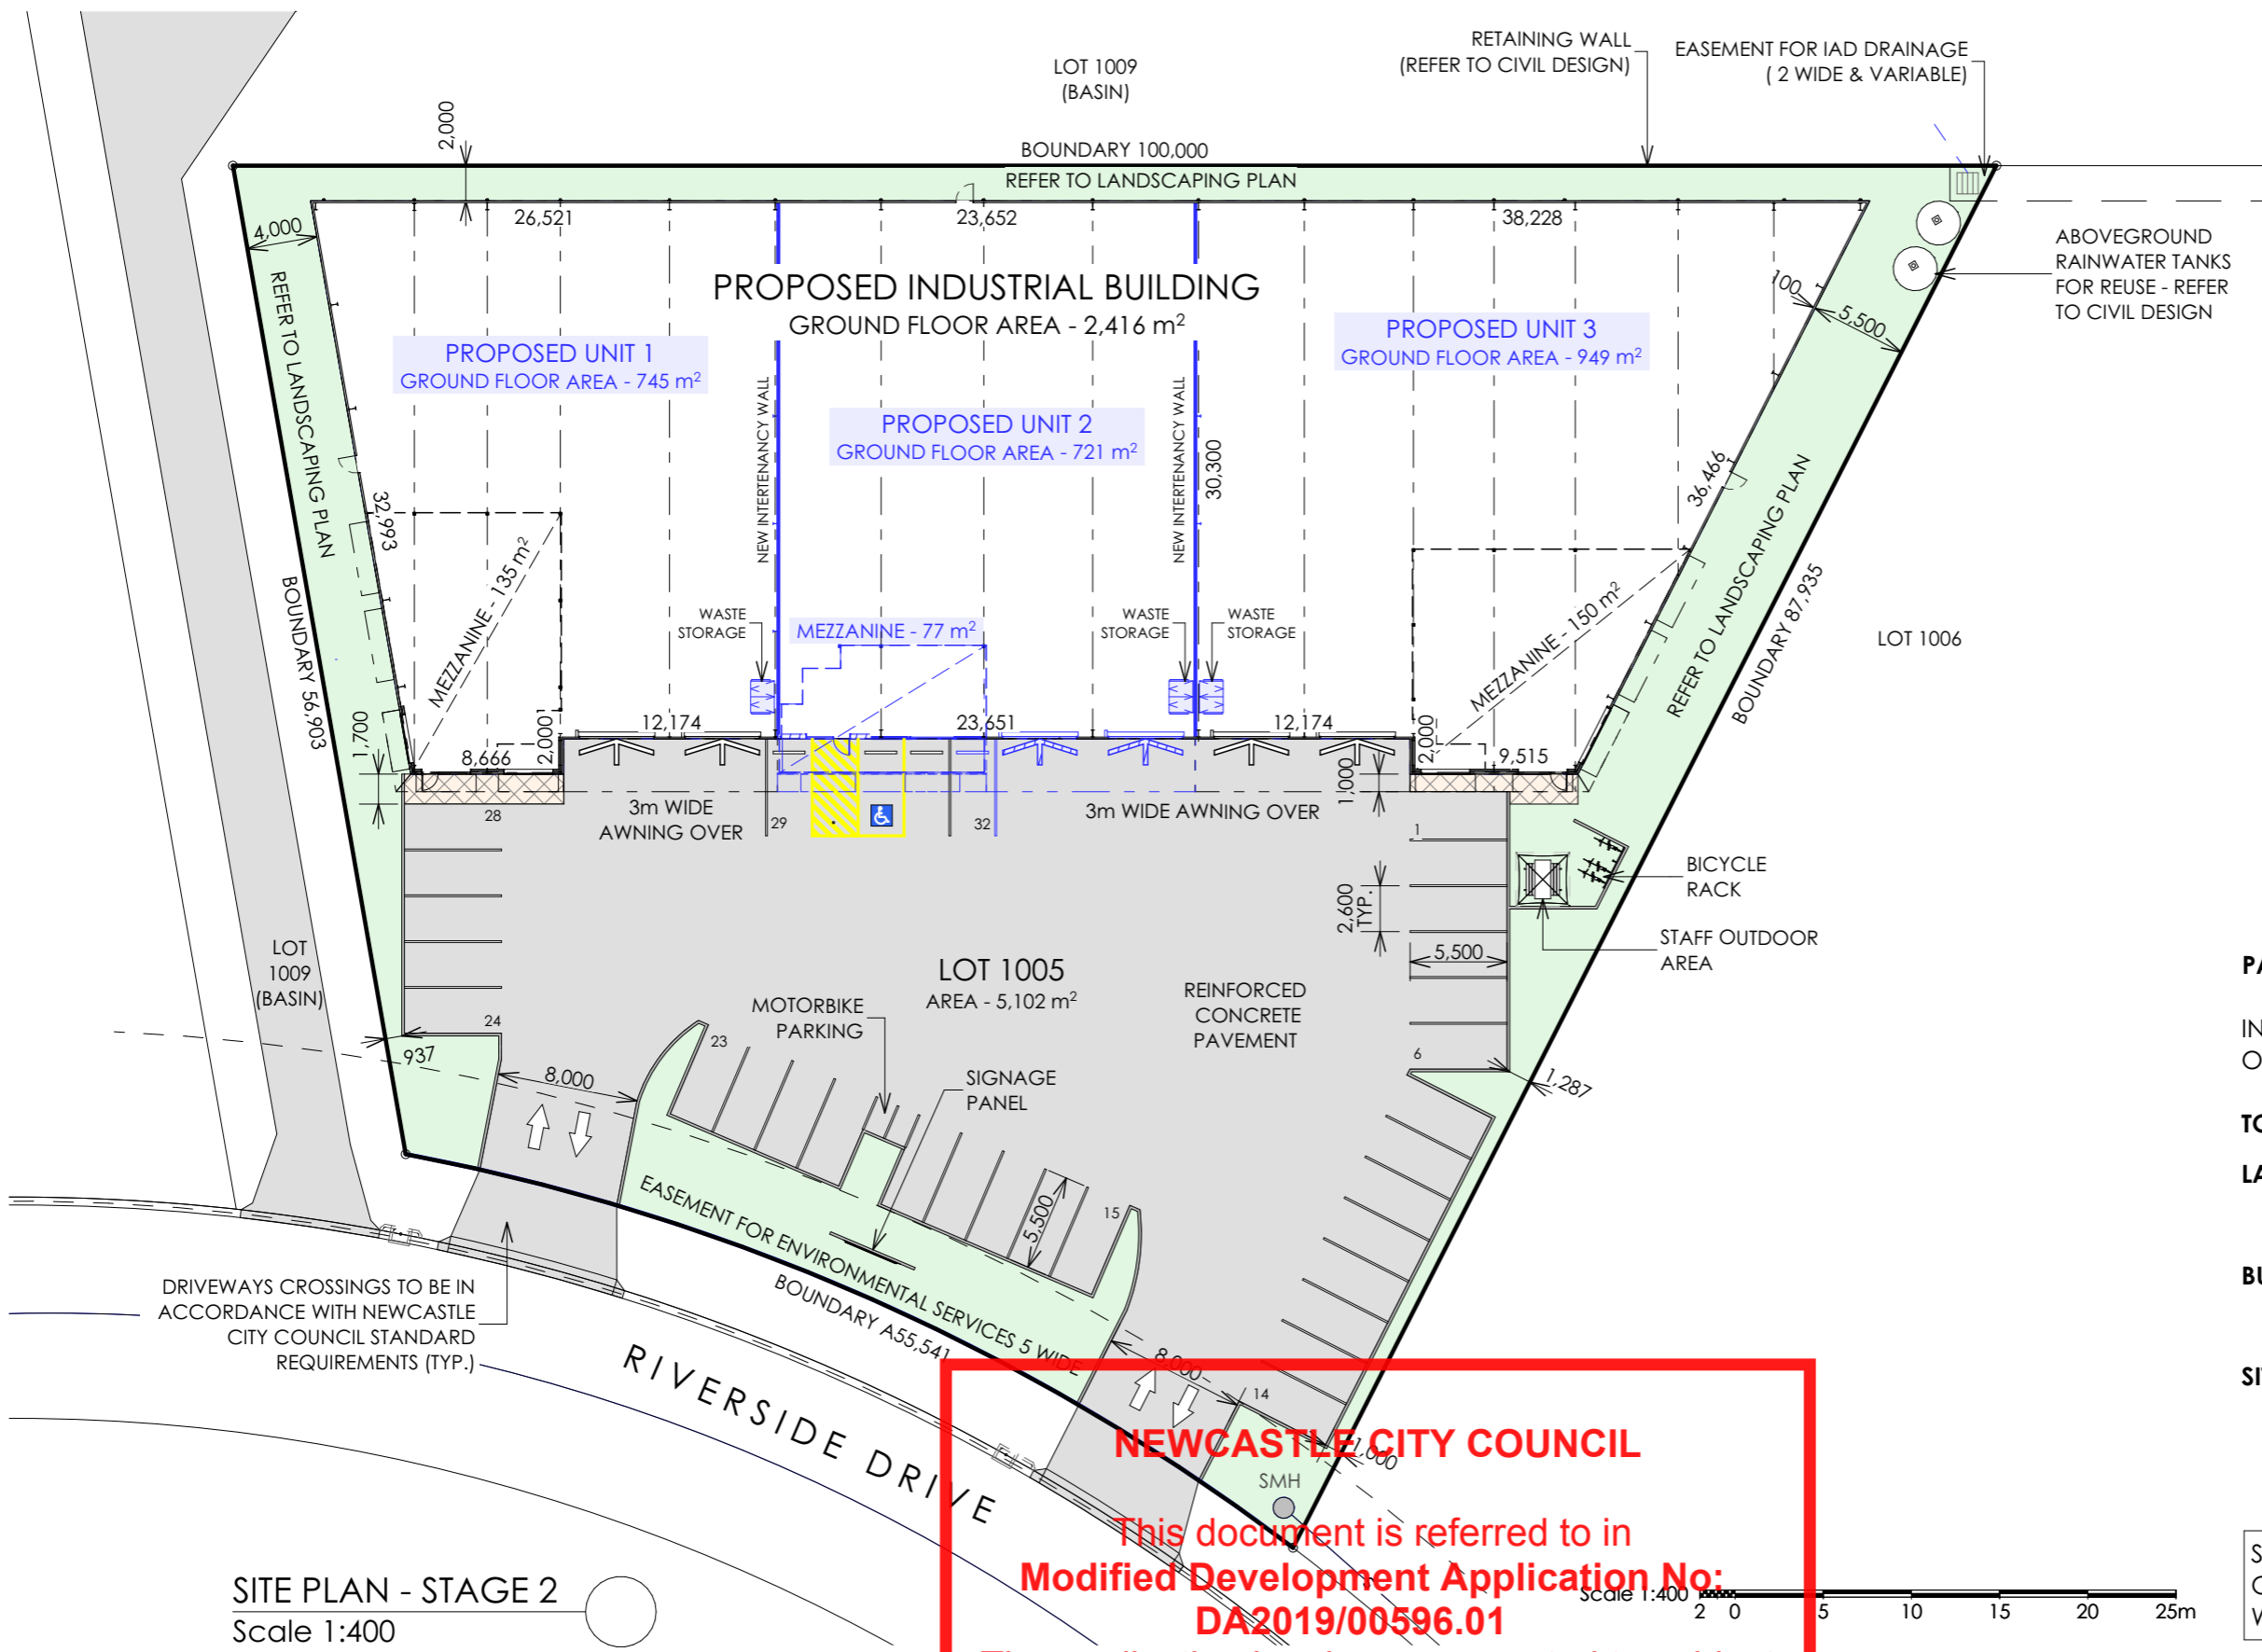 RETAINING WALL
(REFER TO CIVIL DESIGN)
EASEMENT FOR IAD DRAINAGE
( 2 WIDE & VARIABLE)
LOT 1009
(BASIN)
2,000
BOUNDARY 100,000
REFER TO LANDSCAPING PLAN
26,521
23,652
38,228
4,000
ABOVEGROUND
RAINWATER TANKS
FOR REUSE - REFER
TO CIVIL DESIGN
PROPOSED INDUSTRIAL BUILDING
GROUND FLOOR AREA - 2,416 m²
100
5,500
PROPOSED UNIT 1
GROUND FLOOR AREA - 745 m²
PROPOSED UNIT 3
GROUND FLOOR AREA - 949 m²
PROPOSED UNIT 2
GROUND FLOOR AREA - 721 m²
REFER TO LANDSCAPING PLAN
NEW INTERTENANCY WALL
NEW INTERTENANCY WALL
30,300
36,466
32,993
REFER TO LANDSCAPING PLAN
BOUNDARY 56,903
BOUNDARY 87,935
MEZZANINE - 135 m²
MEZZANINE - 77 m²
MEZZANINE - 150 m²
WASTE
STORAGE
WASTE
STORAGE
WASTE
STORAGE
LOT 1006
1,700
8,666
2,000
12,174
23,651
12,174
2,000
9,515
1,000
28
3m WIDE
AWNING OVER
29
32
3m WIDE AWNING OVER
1
BICYCLE
RACK
2,600
TYP.
STAFF OUTDOOR
AREA
5,500
LOT
1009
(BASIN)
LOT 1005
AREA - 5,102 m²
REINFORCED
CONCRETE
PAVEMENT
MOTORBIKE
PARKING
24
23
937
8,000
SIGNAGE
PANEL
6
1,287
5,500
15
EASEMENT FOR ENVIRONMENTAL SERVICES 5 WIDE
BOUNDARY A55,541
DRIVEWAYS CROSSINGS TO BE IN
ACCORDANCE WITH NEWCASTLE
CITY COUNCIL STANDARD
REQUIREMENTS (TYP.)
RIVERSIDE DRIVE
8,000
14
1,000
SMH
NEWCASTLE CITY COUNCIL
This document is referred to in
Modified Development Application No:
DA2019/00596.01
SITE PLAN - STAGE 2
Scale 1:400
Scale 1:400
2 0 5 10 15 20 25m